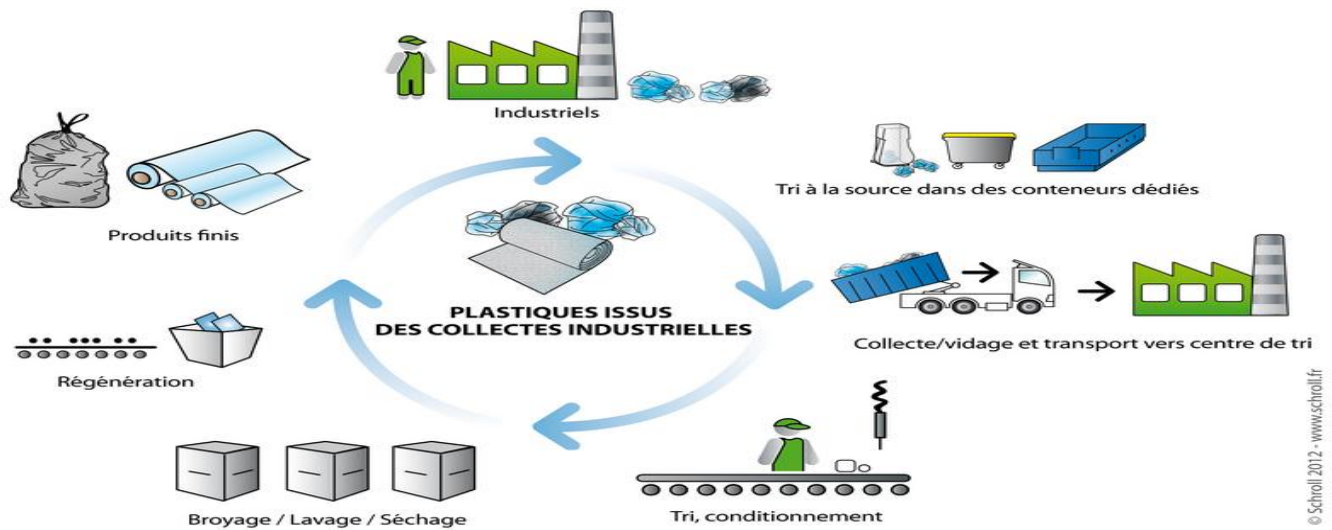 Industriels
Tri à la source dans des conteneurs dédiés
Collecte/vidage et transport vers centre de tri
Tri, conditionnement
Broyage / Lavage / Séchage
Régénération
Produits finis
PLASTIQUES ISSUS
DES COLLECTES INDUSTRIELLES
© Schroll 2012 - www.schroll.fr